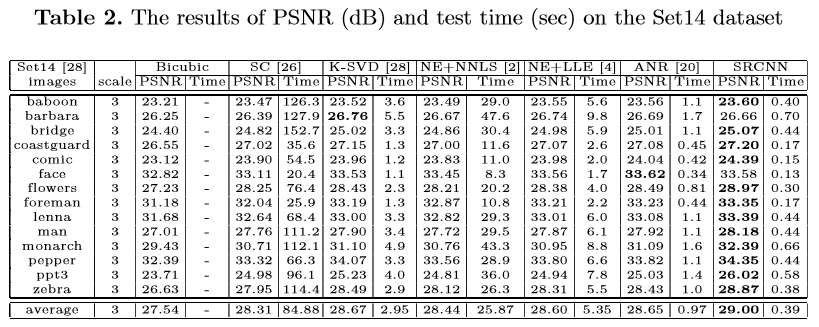 Table 2. The results of PSNR (dB) and test time (sec) on the Set14 dataset
Set14 [28] Bicubic SC [26] K-SVD [28] NE+NNLS [2] NE+LLE [4] ANR [20] SRCNN
images scale PSNR Time PSNR Time PSNR Time PSNR Time PSNR Time PSNR Time PSNR Time
baboon 3 23.21 - 23.47 126.3 23.52 3.6 23.49 29.0 23.55 5.6 23.56 1.1 23.60 0.40
barbara 3 26.25 - 26.39 127.9 26.76 5.5 26.67 47.6 26.74 9.8 26.69 1.7 26.66 0.70
bridge 3 24.40 - 24.82 152.7 25.02 3.3 24.86 30.4 24.98 5.9 25.01 1.1 25.07 0.44
coastguard 3 26.55 - 27.02 35.6 27.15 1.3 27.00 11.6 27.07 2.6 27.08 0.45 27.20 0.17
comic 3 23.12 - 23.90 54.5 23.96 1.2 23.83 11.0 23.98 2.0 24.04 0.42 24.39 0.15
face 3 32.82 - 33.11 20.4 33.53 1.1 33.45 8.3 33.56 1.7 33.62 0.34 33.58 0.13
flowers 3 27.23 - 28.25 76.4 28.43 2.3 28.21 20.2 28.38 4.0 28.49 0.81 28.97 0.30
foreman 3 31.18 - 32.04 25.9 33.19 1.3 32.87 10.8 33.21 2.2 33.23 0.44 33.35 0.17
lenna 3 31.68 - 32.64 68.4 33.00 3.3 32.82 29.3 33.01 6.0 33.08 1.1 33.39 0.44
man 3 27.01 - 27.76 111.2 27.90 3.4 27.72 29.5 27.87 6.1 27.92 1.1 28.18 0.44
monarch 3 29.43 - 30.71 112.1 31.10 4.9 30.76 43.3 30.95 8.8 31.09 1.6 32.39 0.66
pepper 3 32.39 - 33.32 66.3 34.07 3.3 33.56 28.9 33.80 6.6 33.82 1.1 34.35 0.44
ppt3 3 23.71 - 24.98 96.1 25.23 4.0 24.81 36.0 24.94 7.8 25.03 1.4 26.02 0.58
zebra 3 26.63 - 27.95 114.4 28.49 2.9 28.12 26.3 28.31 5.5 28.43 1.0 28.87 0.38
average 3 27.54 - 28.31 84.88 28.67 2.95 28.44 25.87 28.60 5.35 28.65 0.97 29.00 0.39